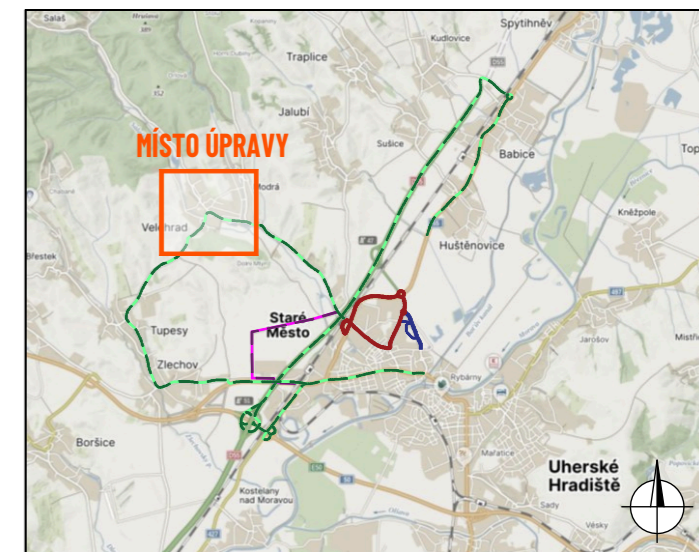 Salaš
Spytihněv
Kudlovice
Traplice
Jalubí
Sušice
Babice
MÍSTO ÚPRAVY
Modrá
Velehrad
Kněžpole
Huštěnovice
Břestek
Staré
Město
Tupesy
Zlechov
Jarošov
Rybárny
Boršice
Mařatice
Uherské
Hradiště
Kostelany
nad Moravou
Sady
Vésky